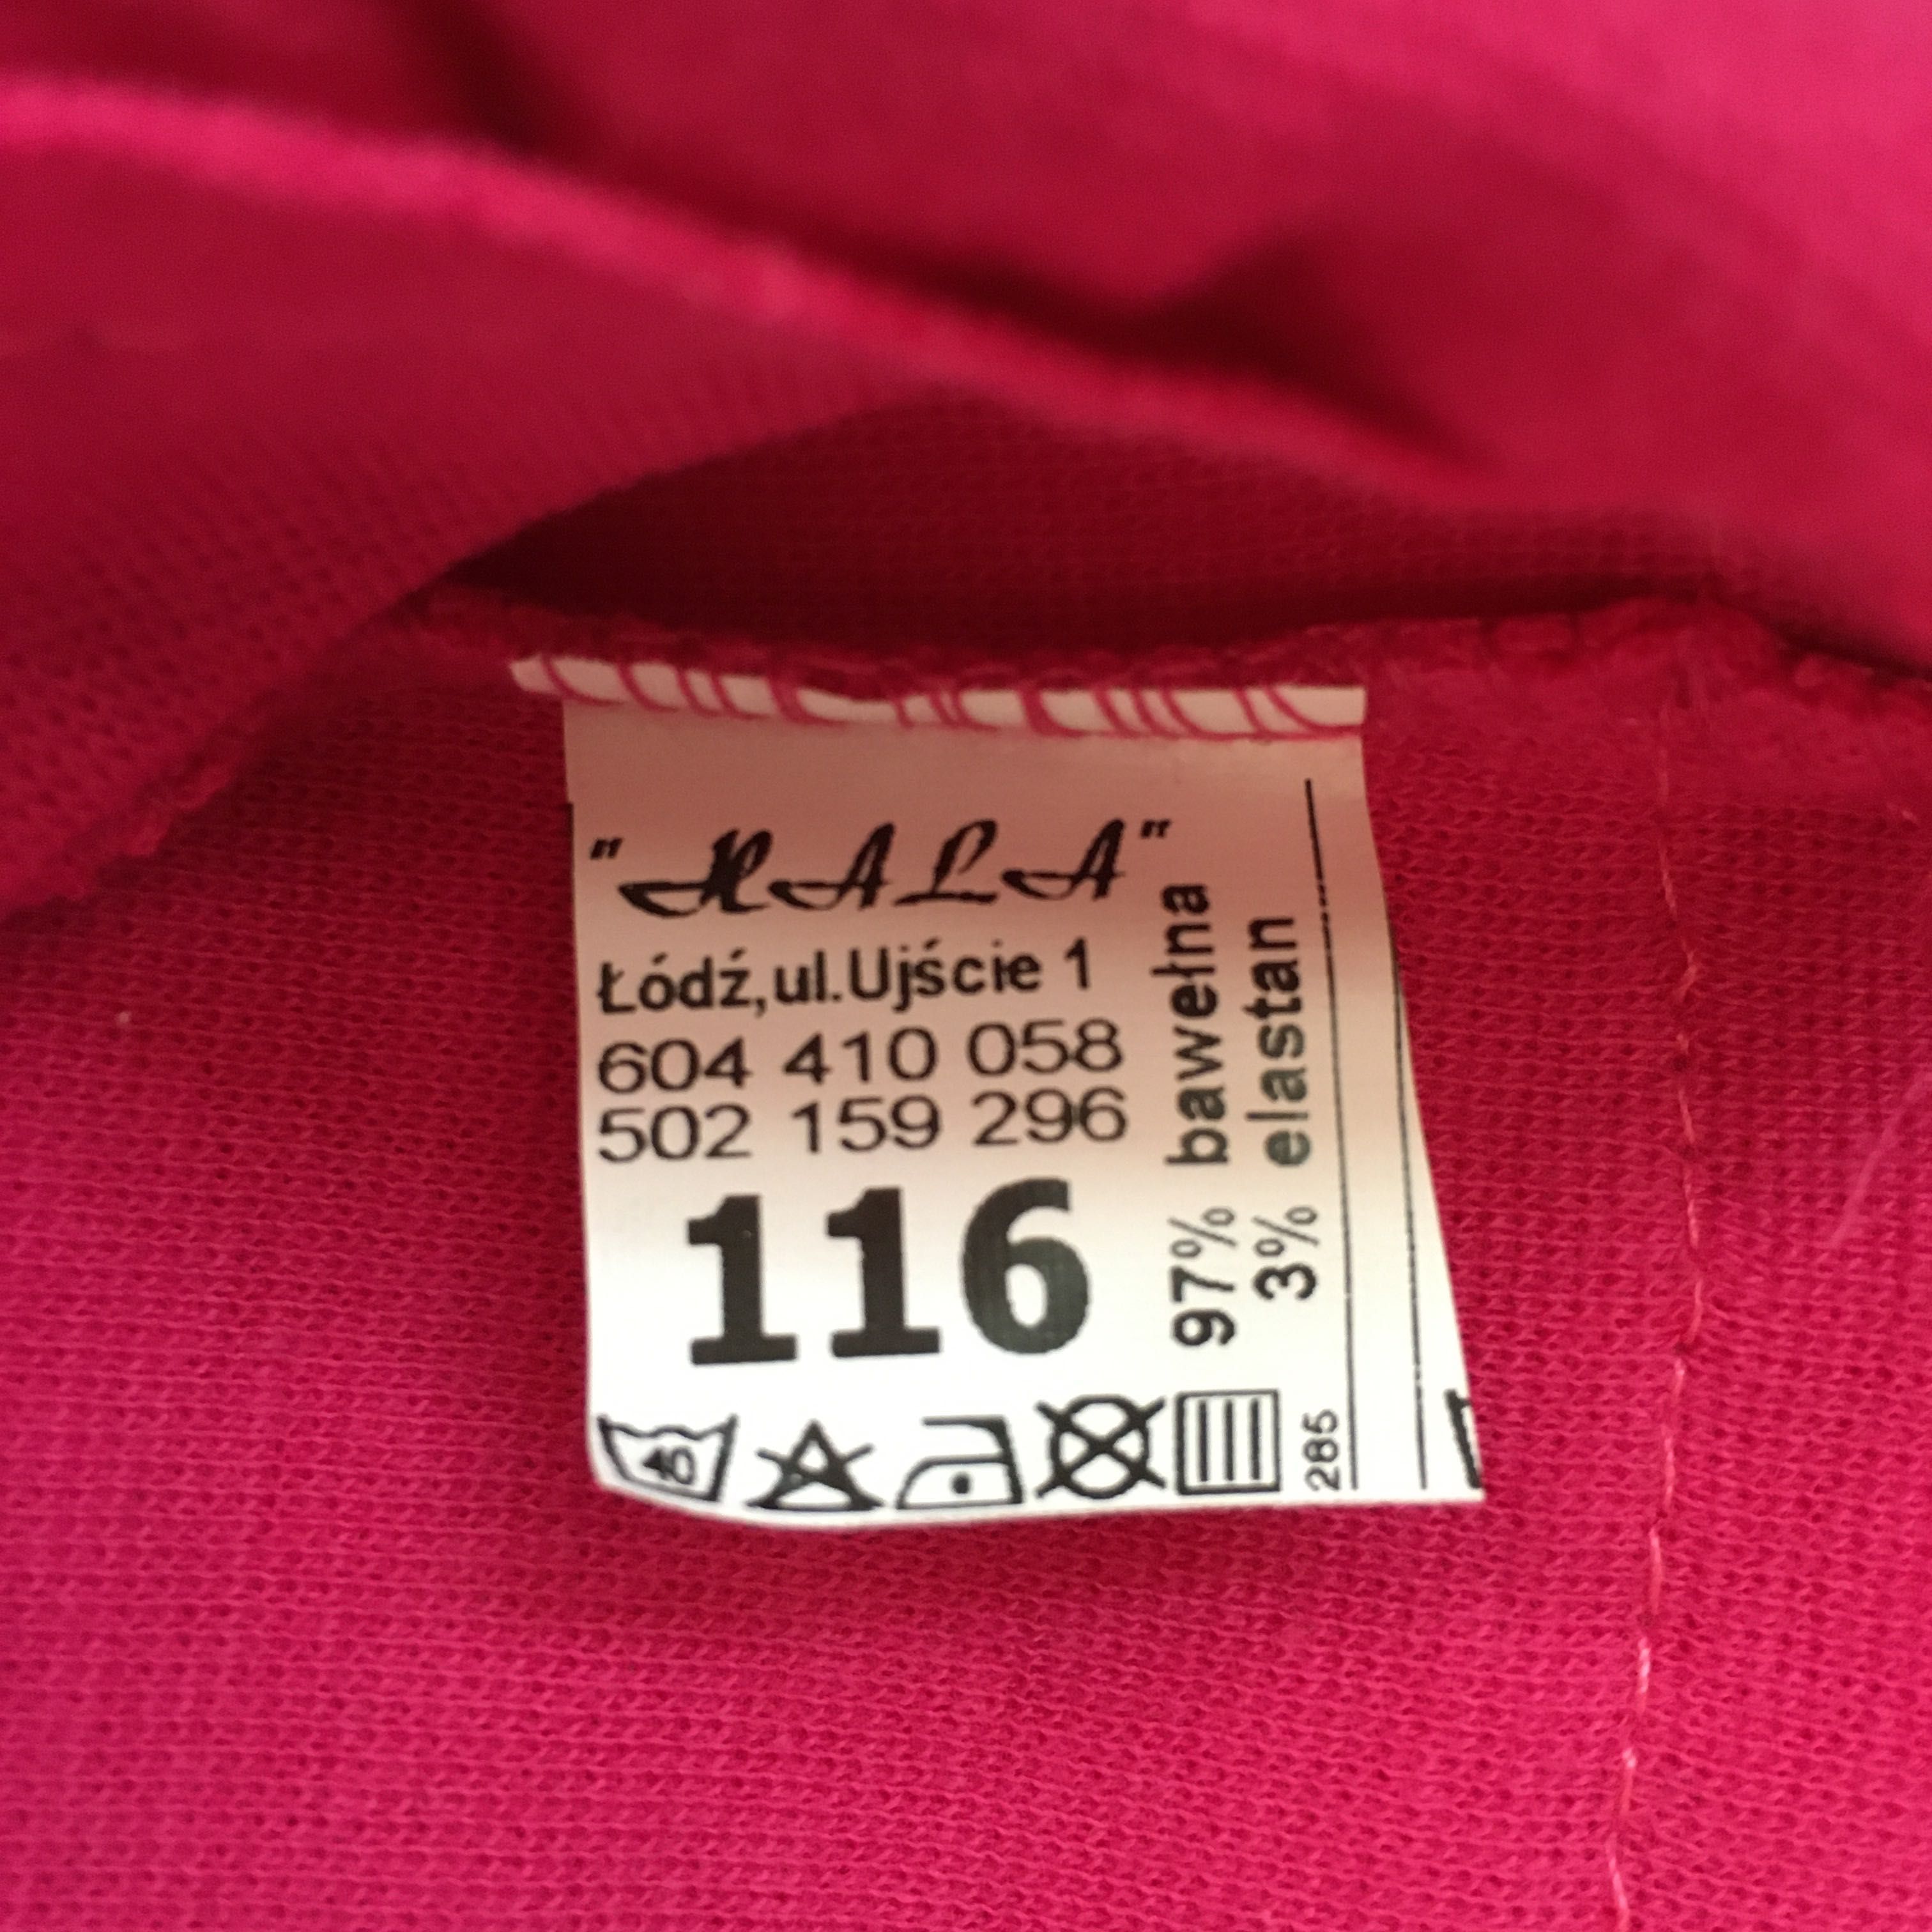 "HALA"
Łódź,ul.Ujście 1
604 410 058
502 159 296
116
97% bawełna
3% elastan
40
285